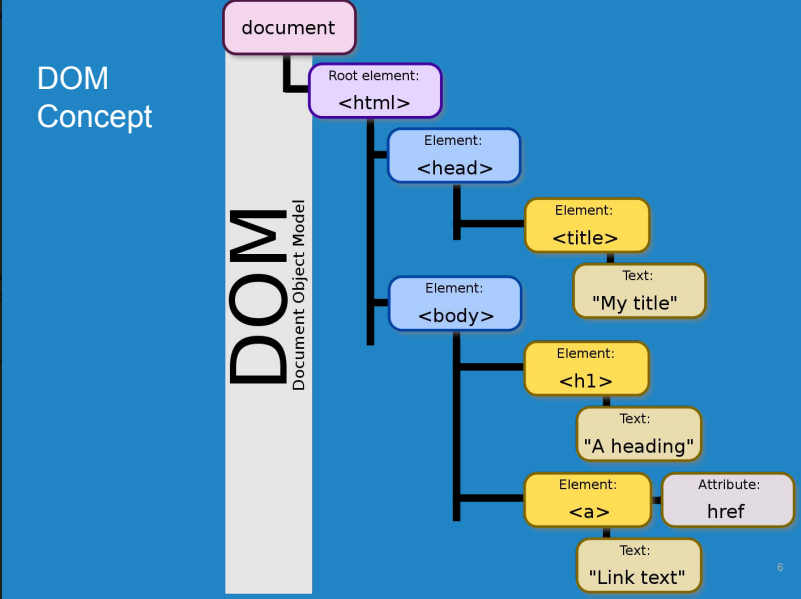 DOM
Concept
document
Root element:
<html>
Element:
<head>
Element:
<title>
Text:
"My title"
Element:
<body>
Element:
<h1>
Text:
"A heading"
Element:
<a>
Attribute:
href
Text:
"Link text"
DOM
Document Object Model
6